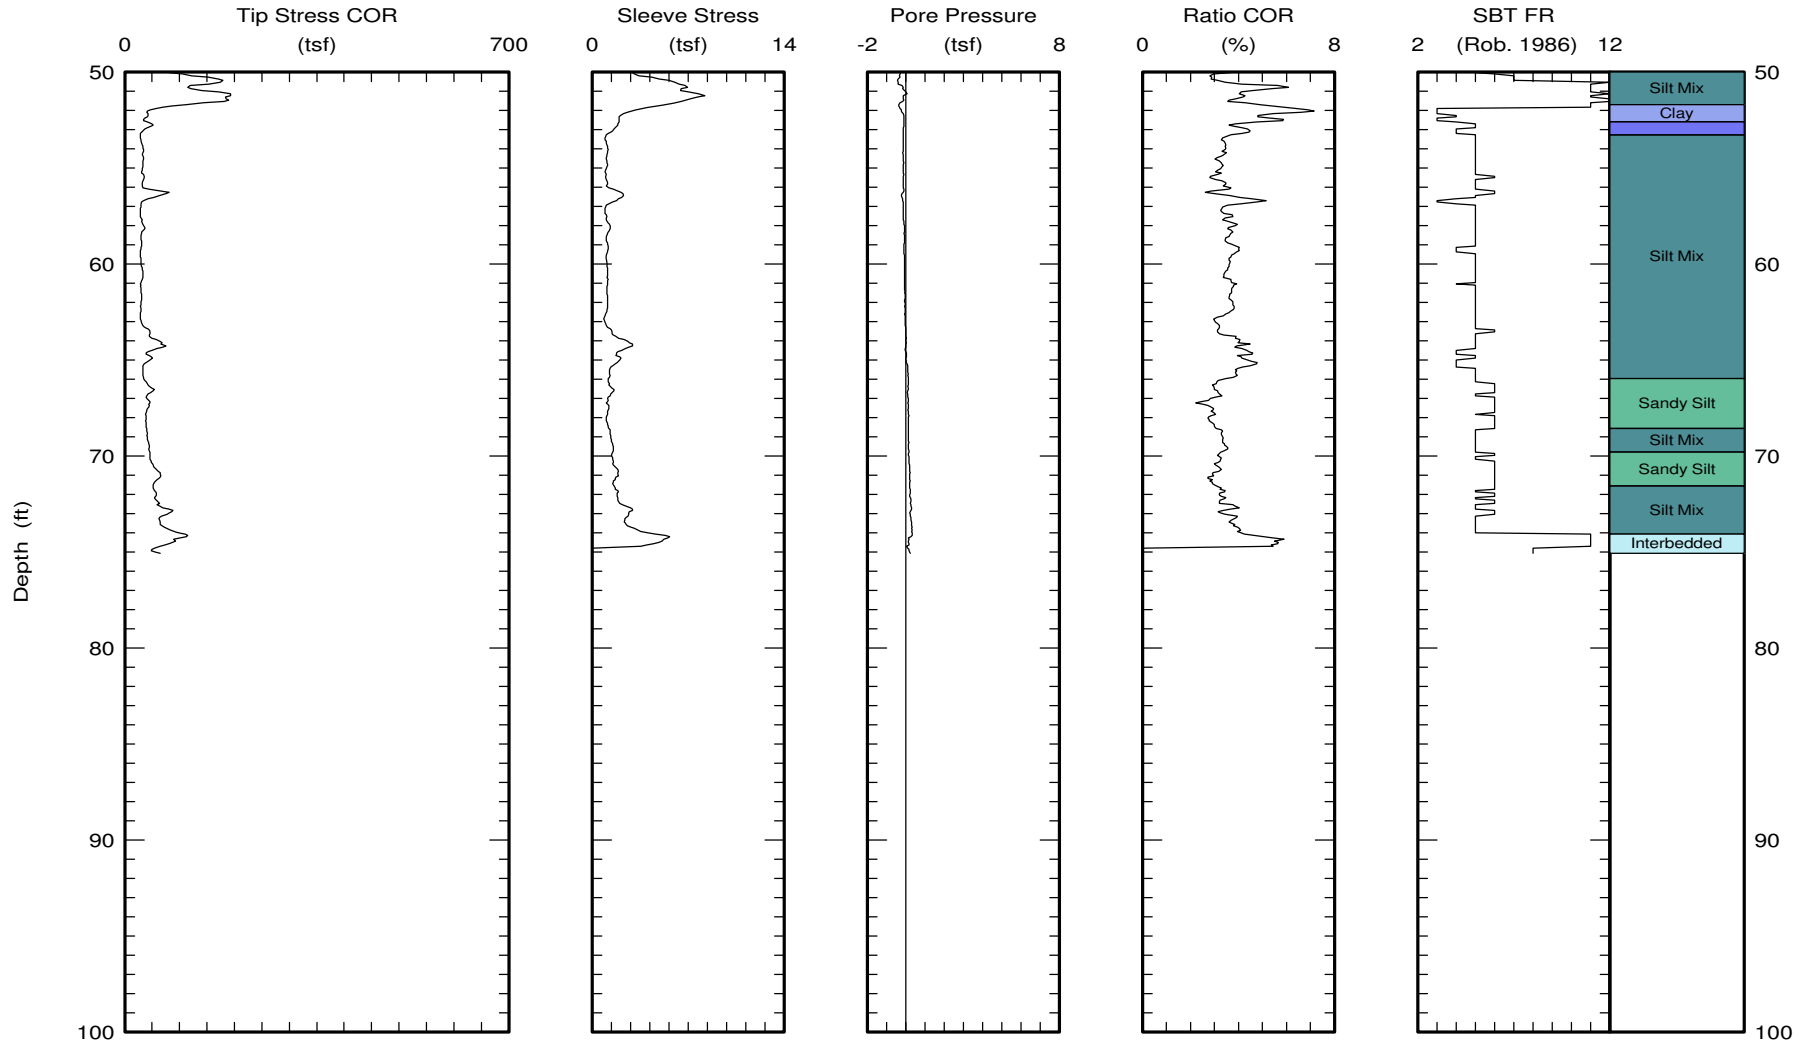 Tip Stress COR Sleeve Stress Pore Pressure Ratio COR SBT FR
0 (tsf) 700 0 (tsf) 14 -2 (tsf) 8 0 (%) 8 2 (Rob. 1986) 12
50 50
Silt Mix
Clay
60 Silt Mix 60
Sandy Silt
Silt Mix
70 70
Sandy Silt
Silt Mix
Interbedded
Depth (ft)
80 80
90 90
100 100